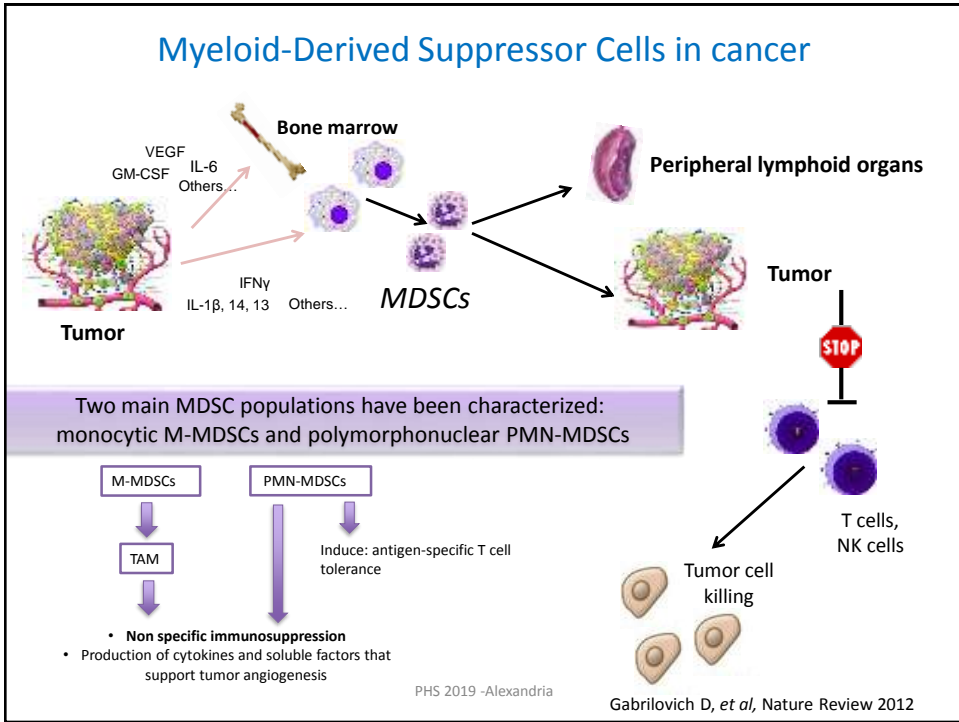 Myeloid-Derived Suppressor Cells in cancer
Bone marrow
VEGF
GM-CSF IL-6
Others...
Peripheral lymphoid organs
IFNγ
IL-1β, 14, 13 Others...
MDSCs
Tumor
Tumor
STOP
Two main MDSC populations have been characterized:
monocytic M-MDSCs and polymorphonuclear PMN-MDSCs
M-MDSCs
PMN-MDSCs
TAM
Induce: antigen-specific T cell
tolerance
• Non specific immunosuppression
• Production of cytokines and soluble factors that
support tumor angiogenesis
T cells,
NK cells
Tumor cell
killing
PHS 2019 -Alexandria
Gabrilovich D, et al, Nature Review 2012